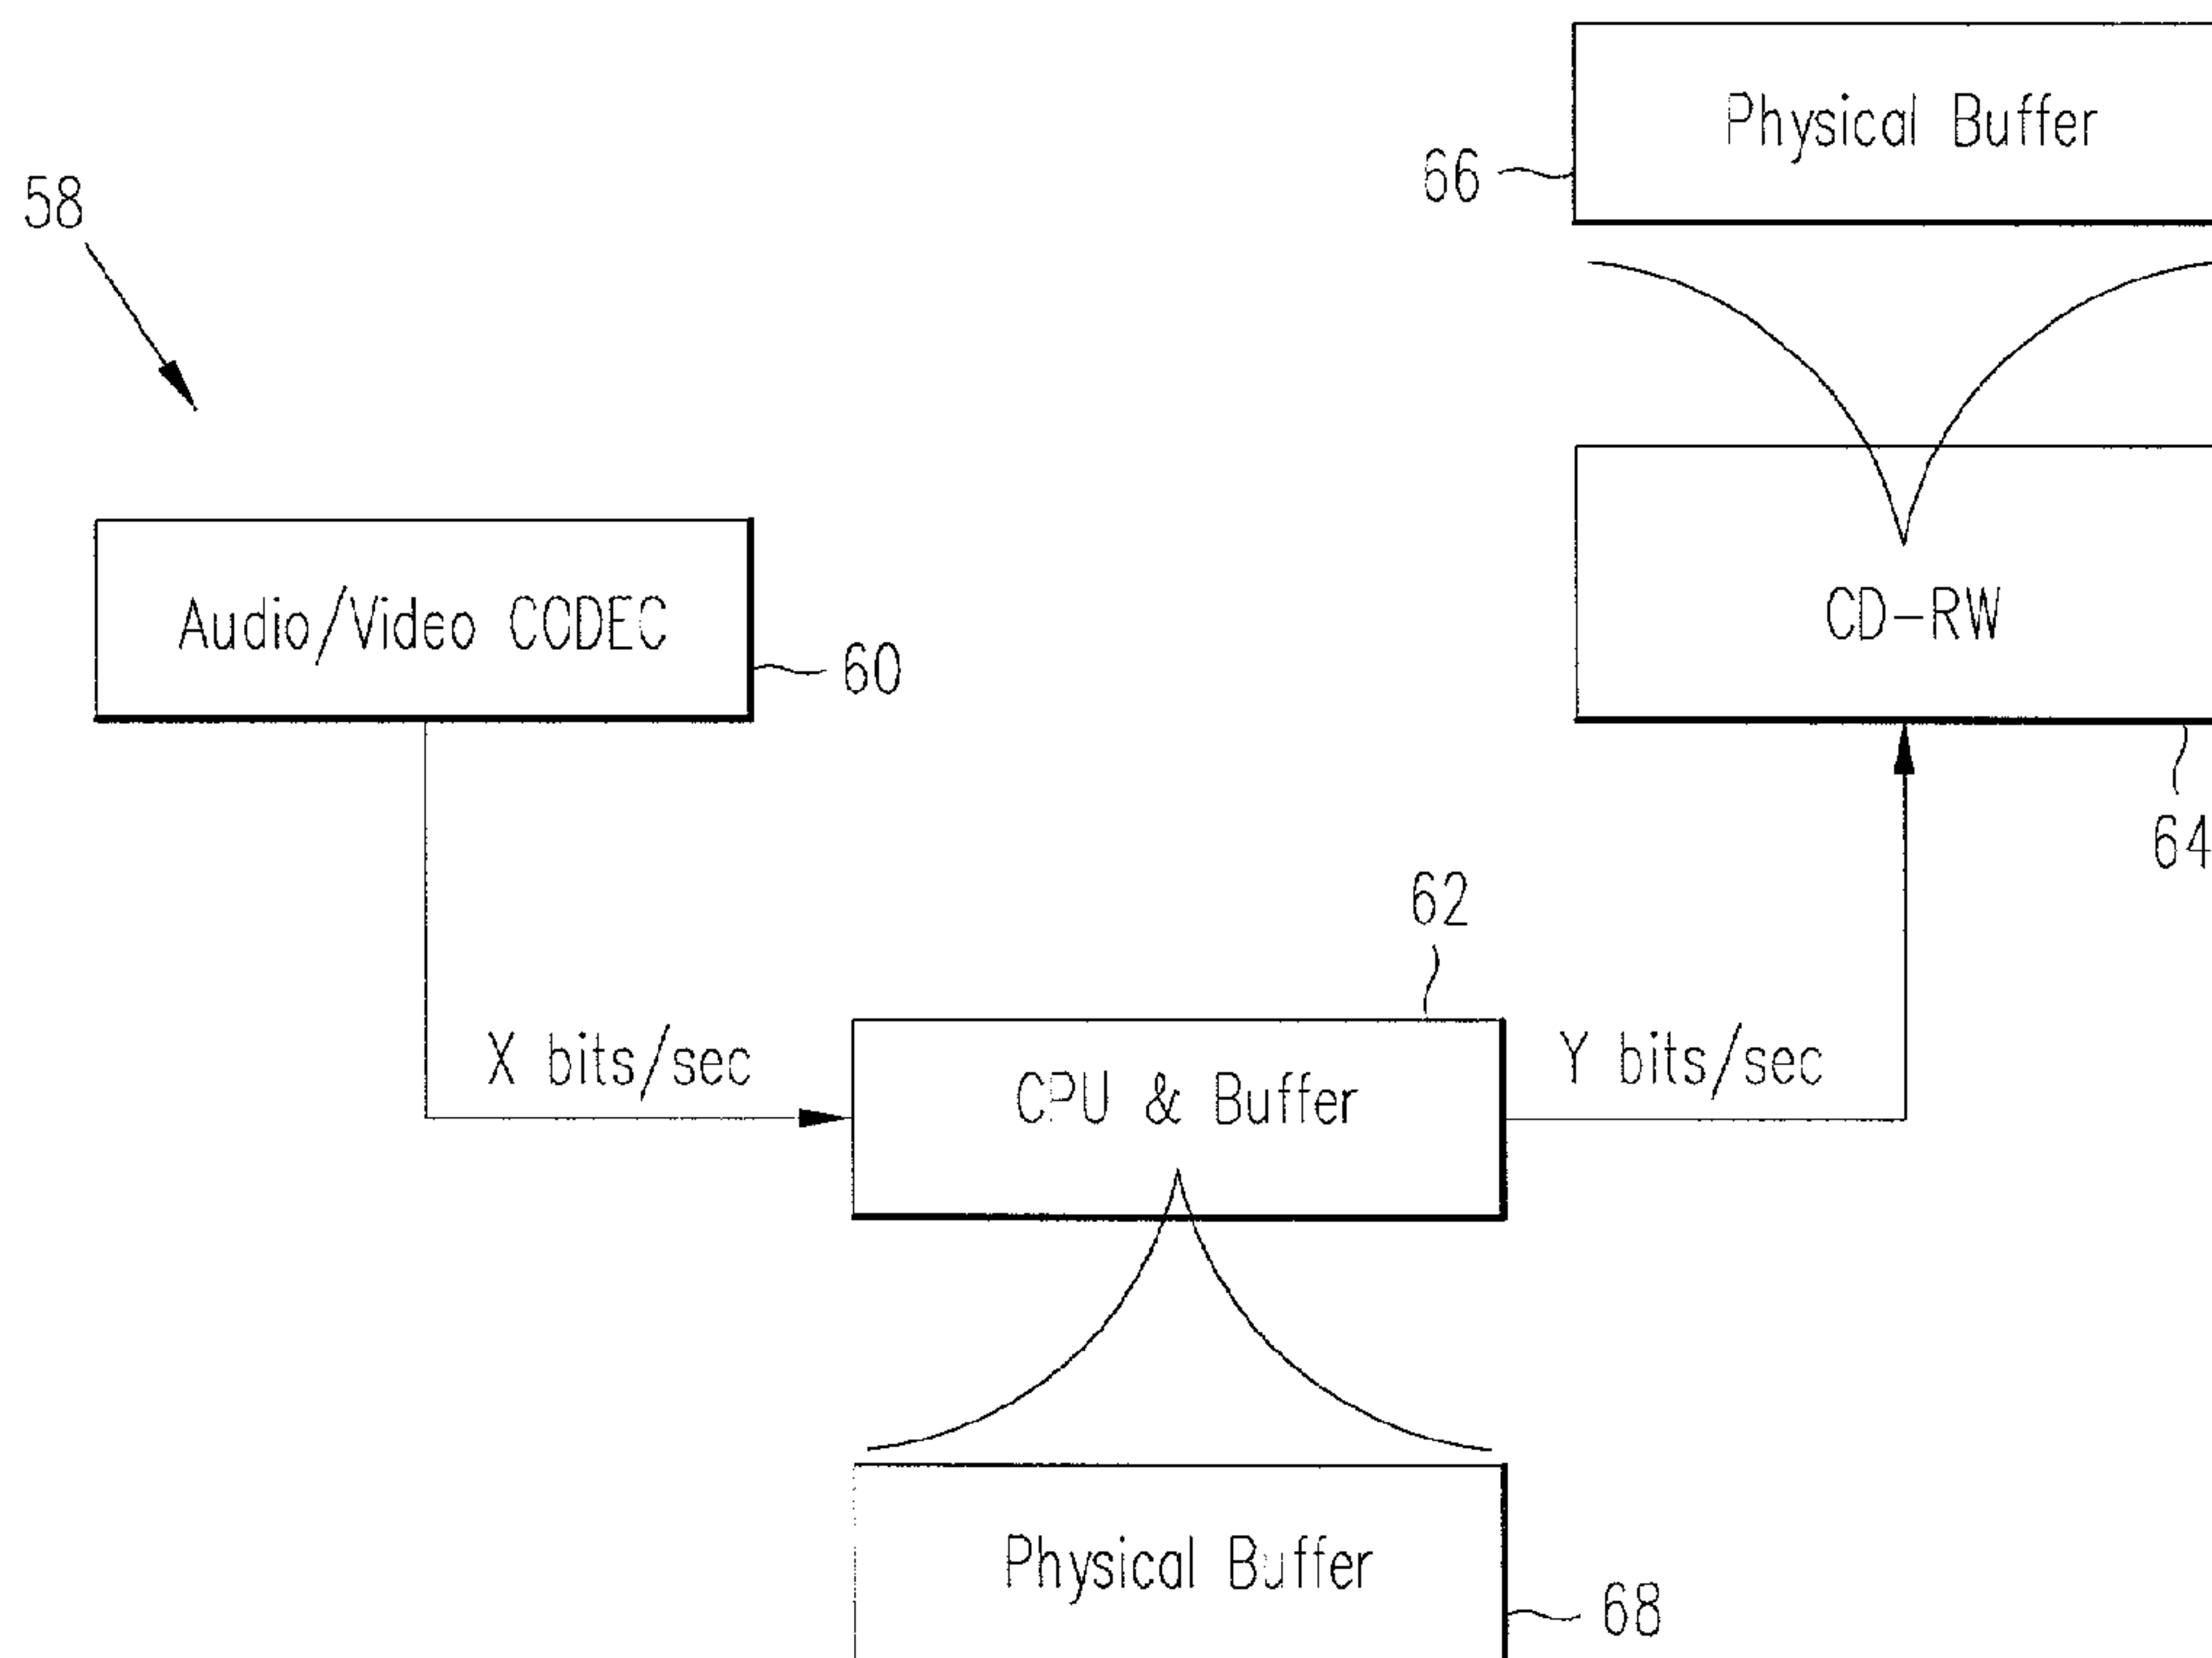 Physical Buffer
66
58
Audio/Video CODEC
60
CD-RW
64
62
X bits/sec
CPU & Buffer
Y bits/sec
Physical Buffer
68